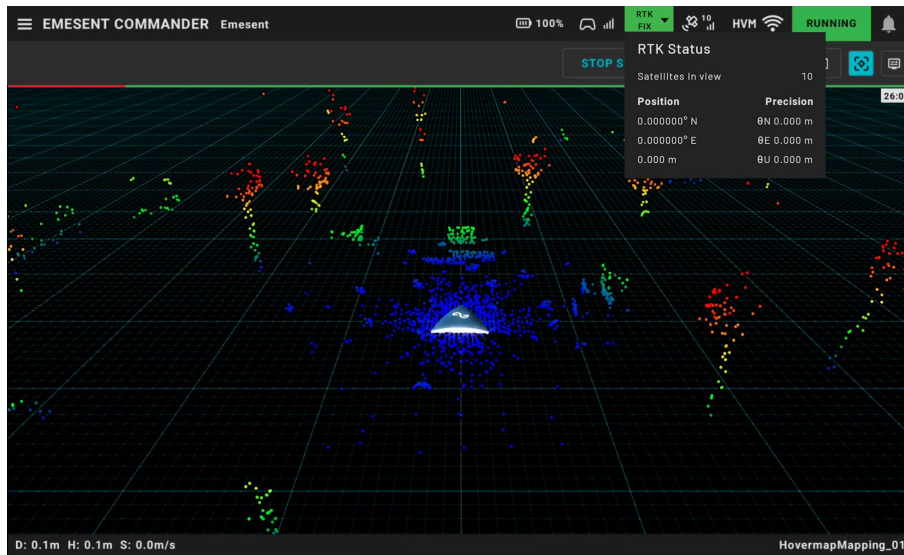 EMESENT COMMANDER Emesent
100%
RTK FIX
10
HVM
RUNNING
STOP S
RTK Status
Satellites in view 10
Position Precision
0.000000° N θN 0.000 m
0.000000° E θE 0.000 m
0.000 m θU 0.000 m
26:0
D: 0.1m H: 0.1m S: 0.0m/s
HovermapMapping_01